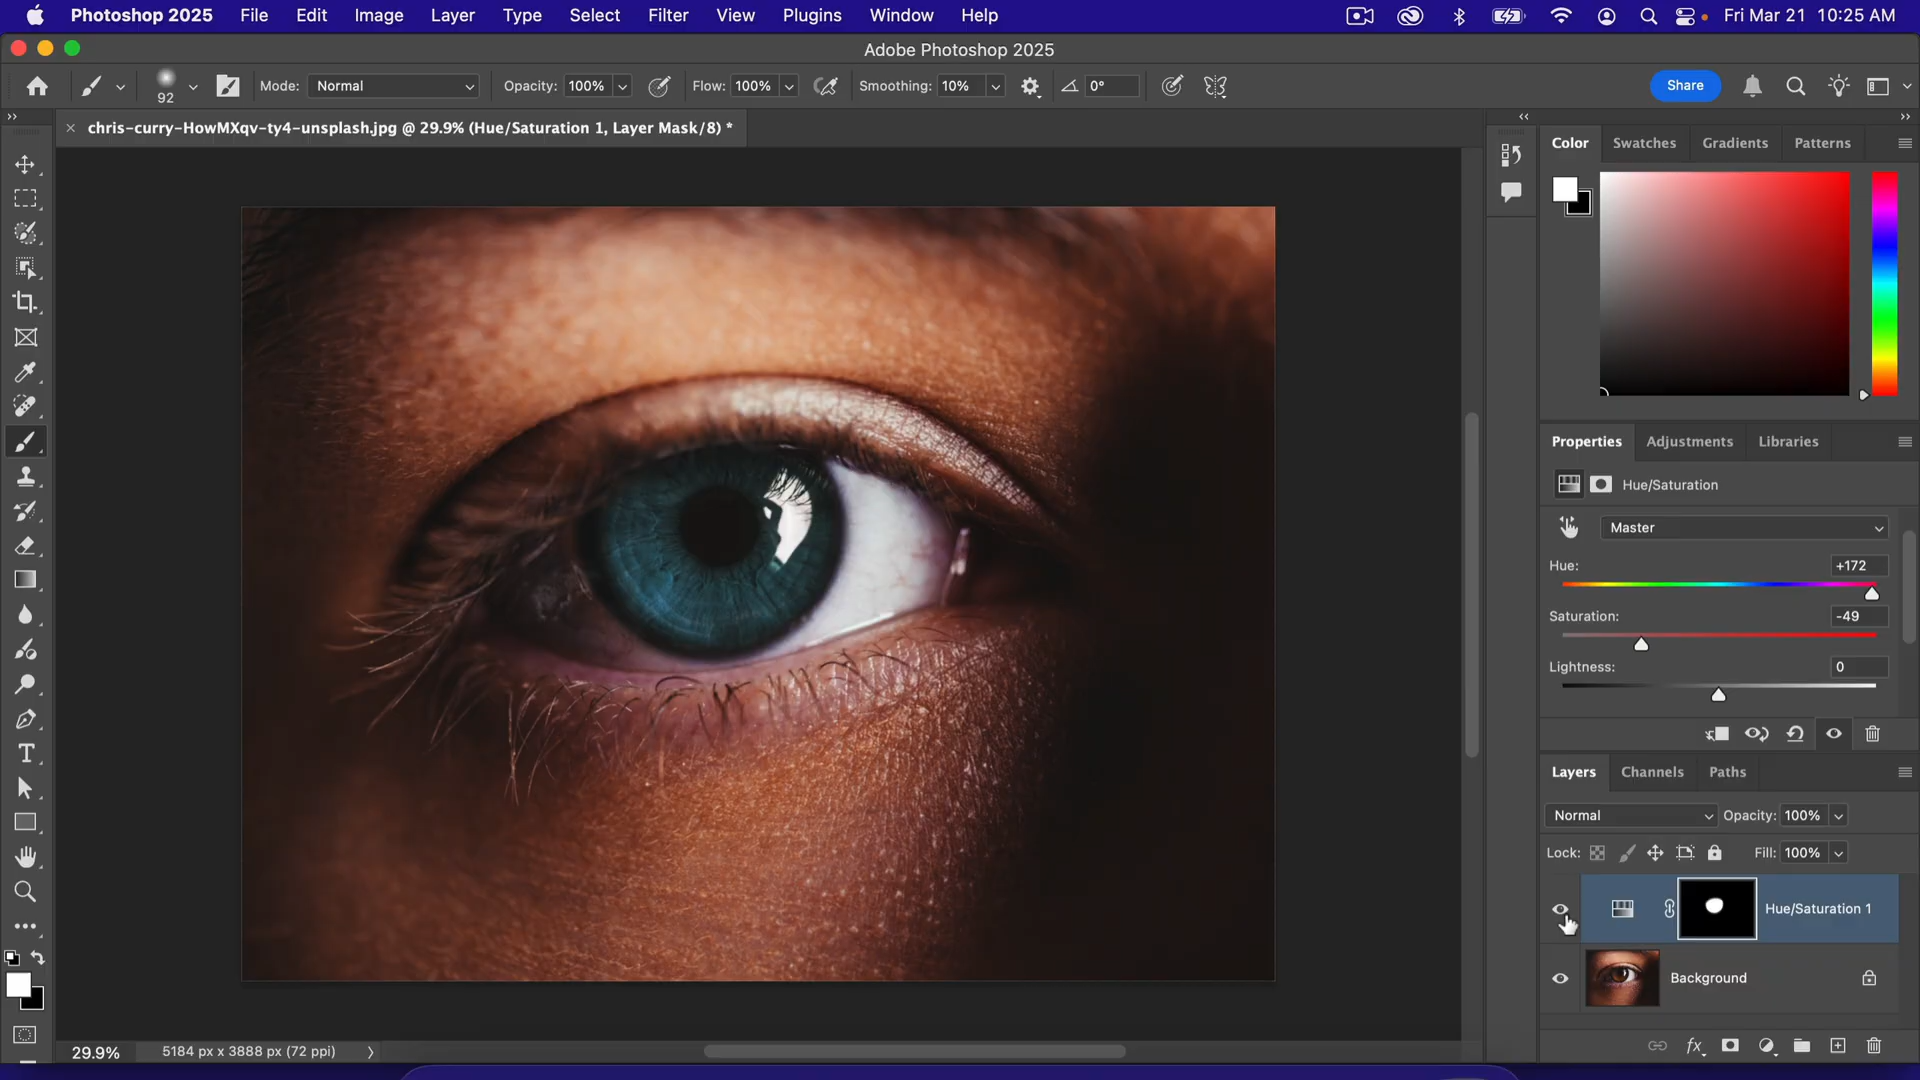 Photoshop 2025 File Edit Image Layer Type Select Filter View Plugins Window Help Fri Mar 21 10:25 AM
Adobe Photoshop 2025
92 Mode: Normal Opacity: 100% Flow: 100% Smoothing: 10% 0° Share
chris-curry-HowMXqv-ty4-unsplash.jpg @ 29.9% (Hue/Saturation 1, Layer Mask/8) *
Color Swatches Gradients Patterns
Properties Adjustments Libraries
Hue/Saturation
Master
Hue: +172
Saturation: -49
Lightness: 0
Layers Channels Paths
Normal Opacity: 100%
Lock: Fill: 100%
Hue/Saturation 1
Background
29.9% 5184 px x 3888 px (72 ppi)